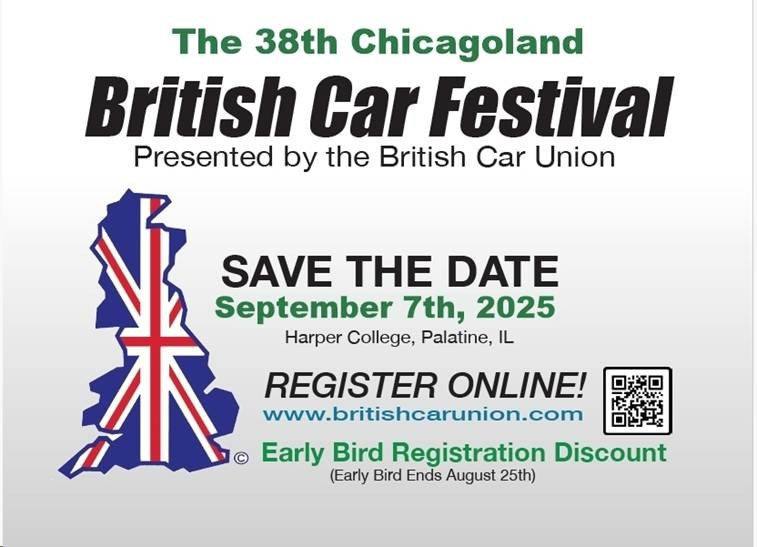 The 38th Chicagoland
British Car Festival
Presented by the British Car Union
SAVE THE DATE
September 7th, 2025
Harper College, Palatine, IL
REGISTER ONLINE!
www.britishcarunion.com
© Early Bird Registration Discount
(Early Bird Ends August 25th)